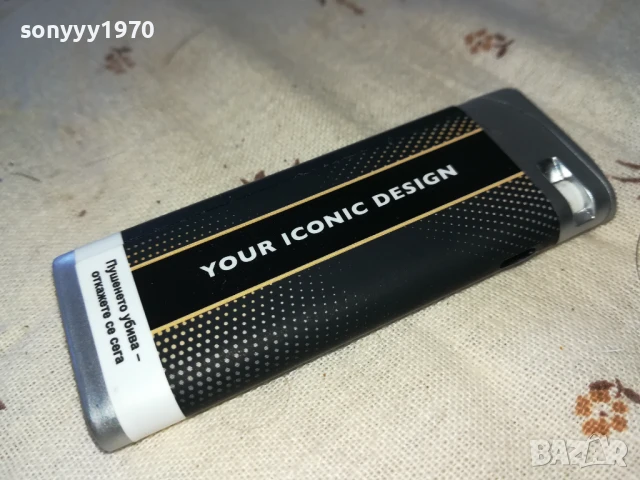 sonyyy1970
YOUR ICONIC DESIGN
Пушенето убива –
откажете се сега
BAZAR